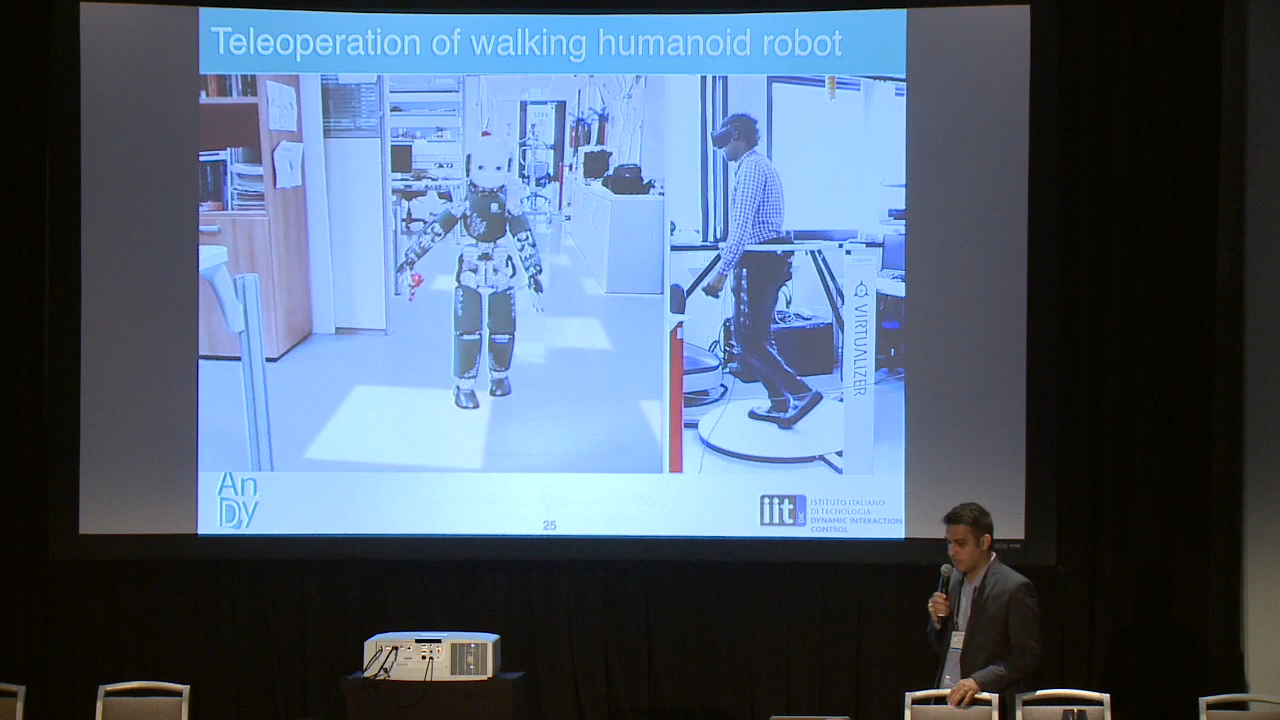 Teleoperation of walking humanoid robot
VIRTUALIZER
An
Dy
25
iit
ISTITUTO ITALIANO
DI TECNOLOGIA
DYNAMIC INTERACTION
CONTROL